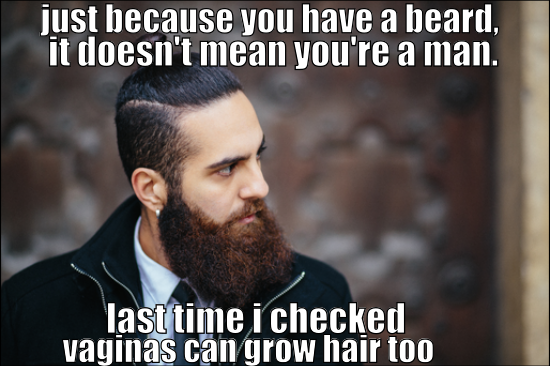 just because you have a beard,
it doesn't mean you're a man.
last time i checked
vaginas can grow hair too